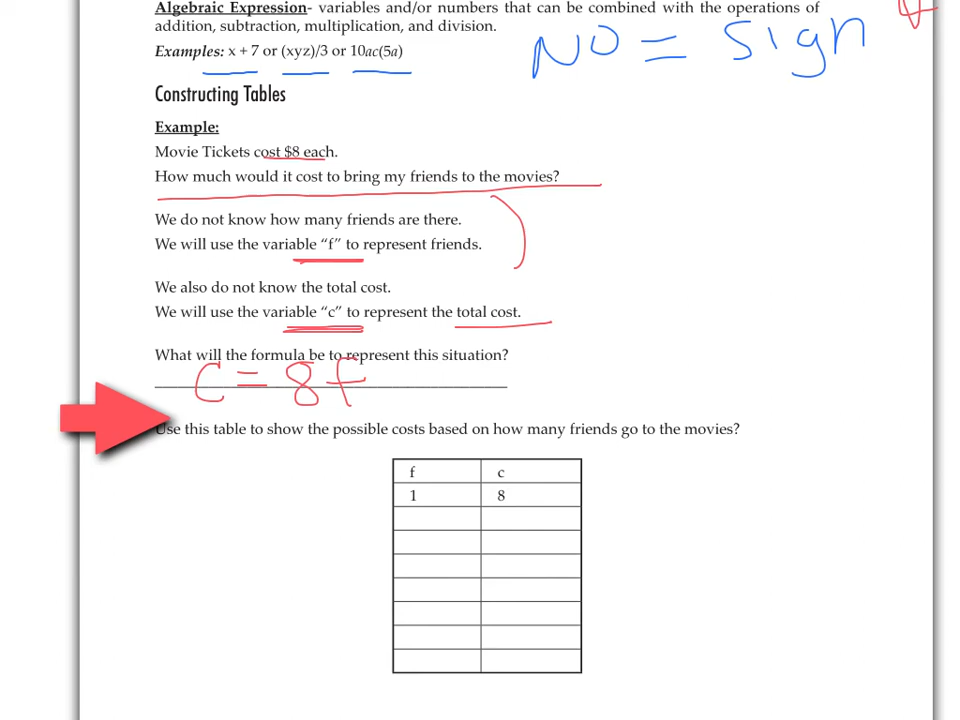 Algebraic Expression- variables and/or numbers that can be combined with the operations of
addition, subtraction, multiplication, and division.
Examples: x + 7 or (xyz)/3 or 10ac(5a)
NO = sign
Constructing Tables
Example:
Movie Tickets cost $8 each.
How much would it cost to bring my friends to the movies?
We do not know how many friends are there.
We will use the variable “f” to represent friends.
We also do not know the total cost.
We will use the variable “c” to represent the total cost.
What will the formula be to represent this situation?
c = 8f
Use this table to show the possible costs based on how many friends go to the movies?
f c
1 8